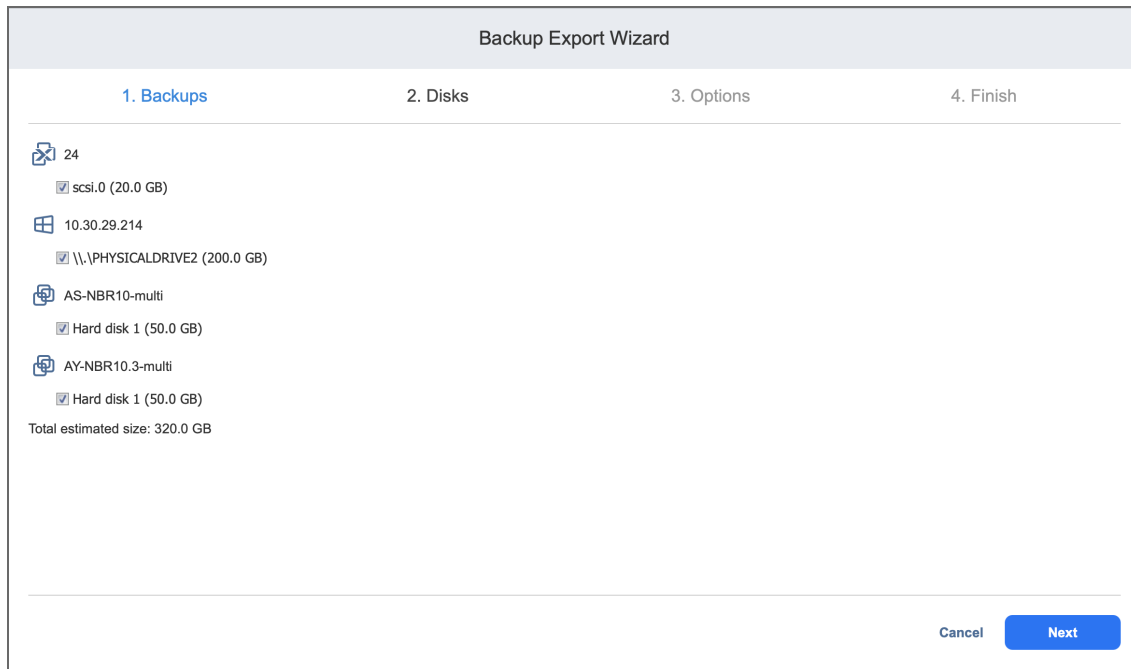 Backup Export Wizard
1. Backups 2. Disks 3. Options 4. Finish
24
scsi.0 (20.0 GB)
10.30.29.214
\\.\PHYSICALDRIVE2 (200.0 GB)
AS-NBR10-multi
Hard disk 1 (50.0 GB)
AY-NBR10.3-multi
Hard disk 1 (50.0 GB)
Total estimated size: 320.0 GB
Cancel Next